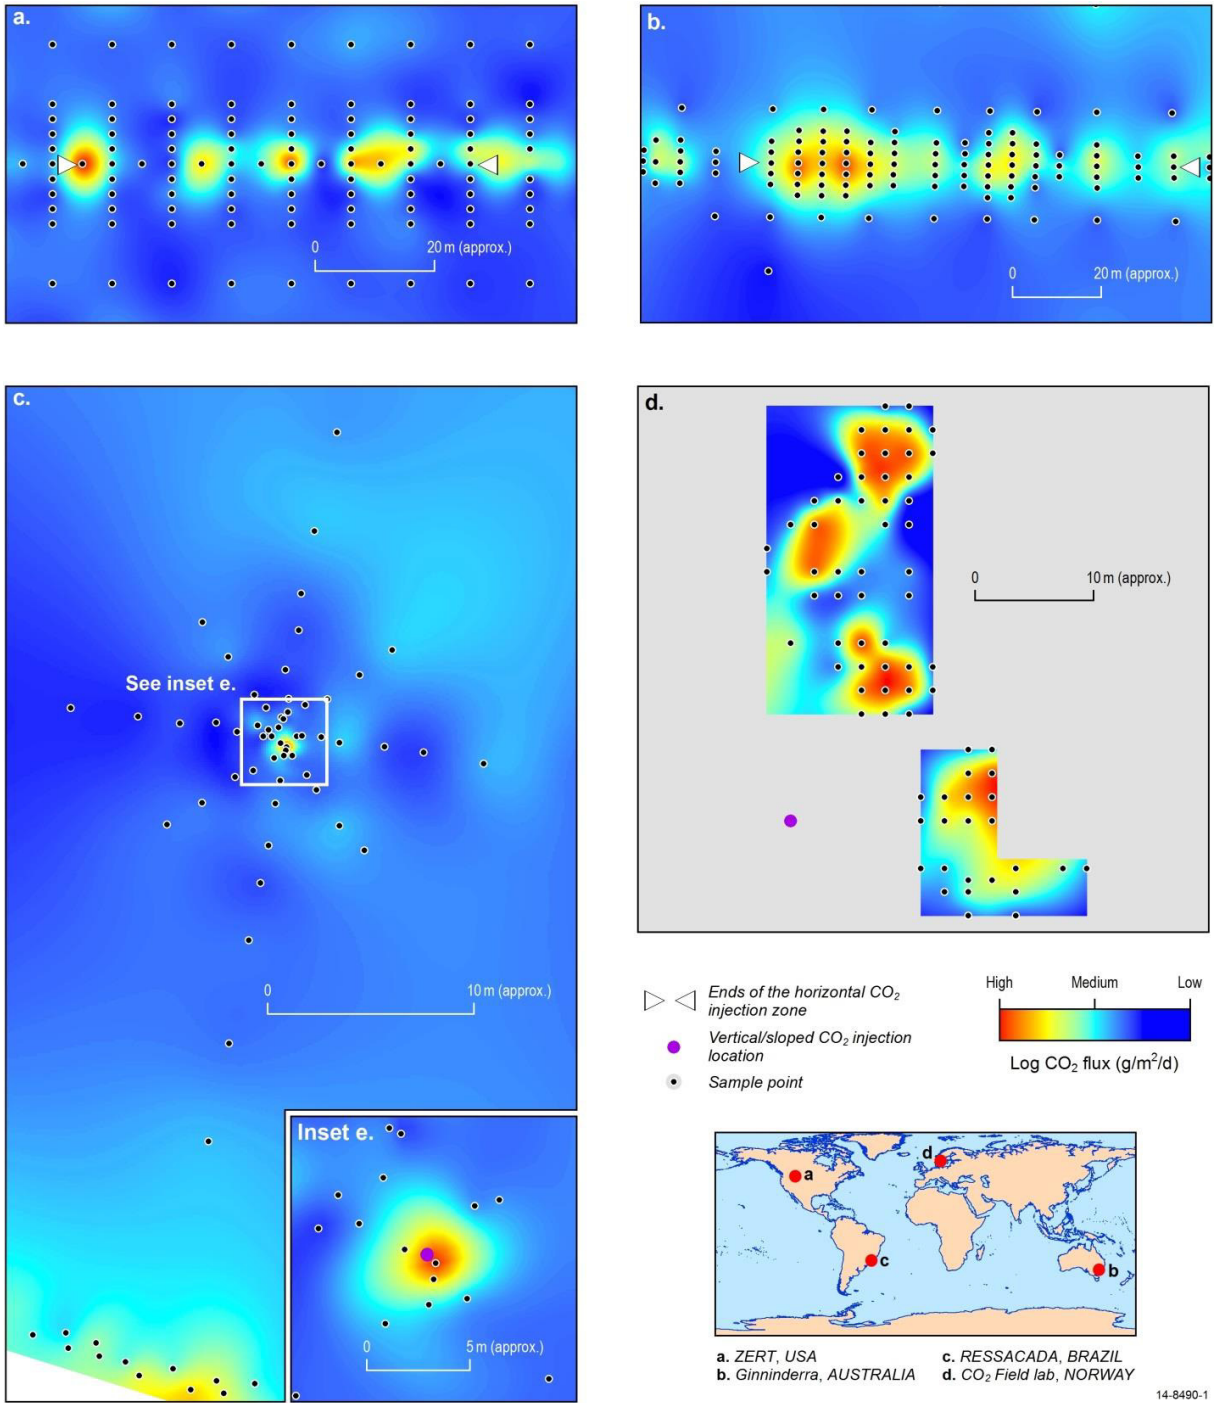 a.
0
20 m (approx.)
b.
0
20 m (approx.)
c.
See inset e.
0
10 m (approx.)
Inset e.
0
5 m (approx.)
d.
0
10 m (approx.)
Ends of the horizontal CO₂
injection zone
Vertical/sloped CO₂ injection
location
Sample point
High
Medium
Low
Log CO₂ flux (g/m²/d)
d
a
c
b
a. ZERT, USA
b. Ginninderra, AUSTRALIA
c. RESSACADA, BRAZIL
d. CO₂ Field lab, NORWAY
14-8490-1